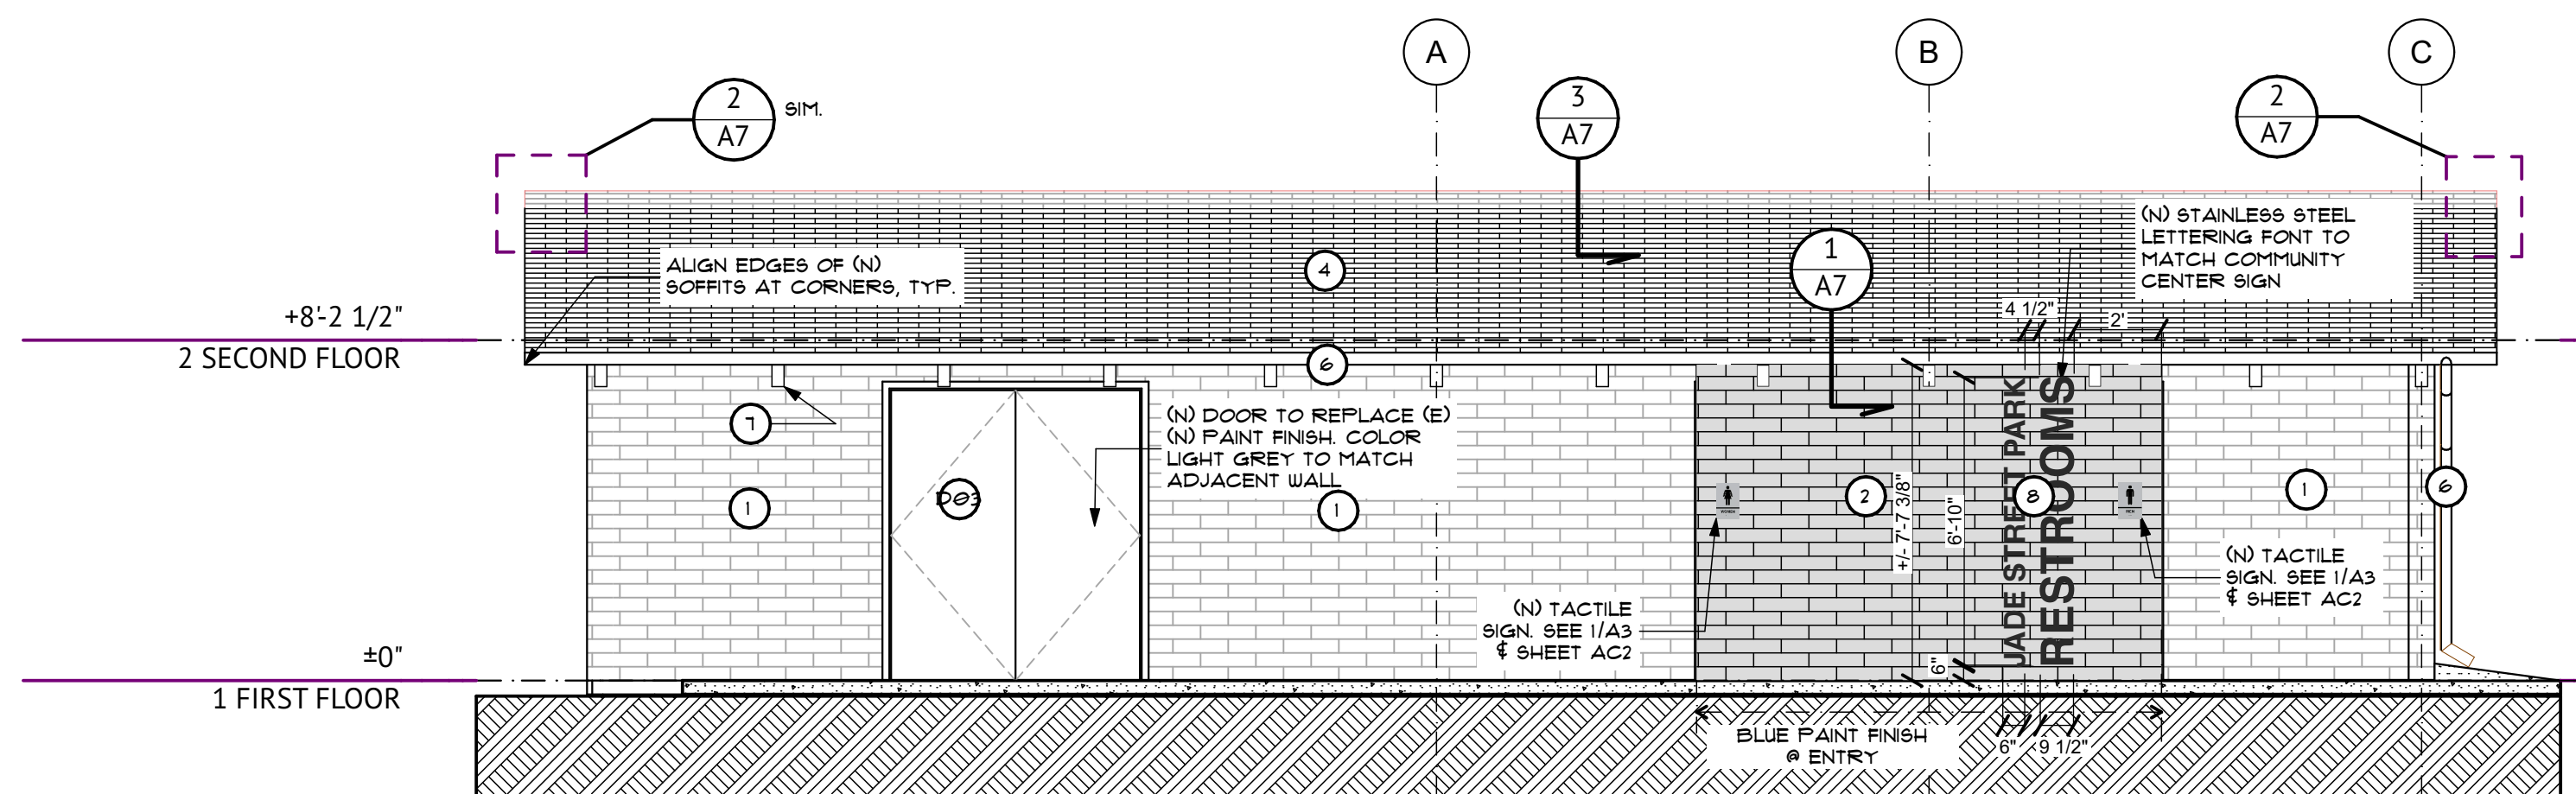 A
B
C
2
A7
SIM.
3
A7
2
A7
1
A7
(N) STAINLESS STEEL
LETTERING FONT TO
MATCH COMMUNITY
CENTER SIGN
ALIGN EDGES OF (N)
SOFFITS AT CORNERS, TYP.
4
4 1/2"
2'
+8'-2 1/2"
2 SECOND FLOOR
6
7
(N) DOOR TO REPLACE (E)
(N) PAINT FINISH. COLOR
LIGHT GREY TO MATCH
ADJACENT WALL
1
D03
1
2
8
1
6
+/- 7'-7 3/8"
6'-10"
6"
JADE STREET PARK
RESTROOMS
WOMEN
MEN
(N) TACTILE
SIGN. SEE 1/A3
& SHEET AC2
(N) TACTILE
SIGN. SEE 1/A3
& SHEET AC2
±0"
1 FIRST FLOOR
BLUE PAINT FINISH
@ ENTRY
6"
9 1/2"